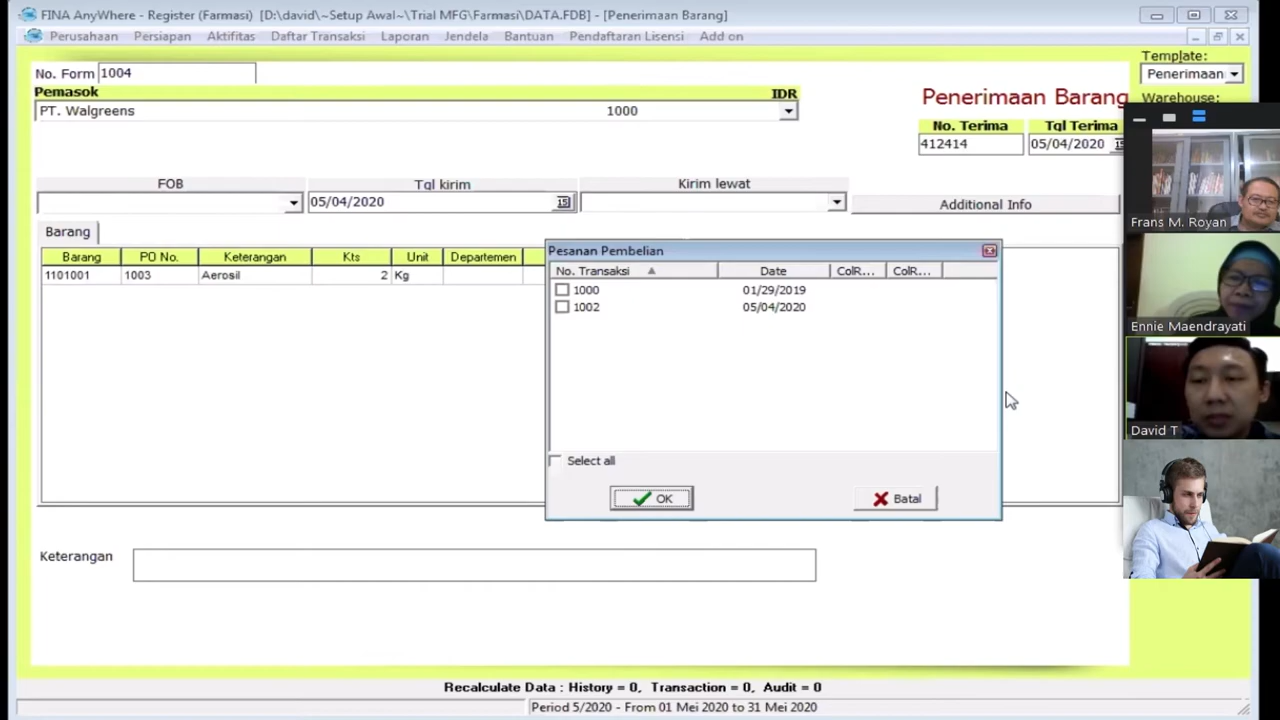 FINA AnyWhere - Register (Farmasi) [D:\david\~Setup Awal~\Trial MFG\Farmasi\DATA.FDB] - [Penerimaan Barang]
Perusahaan Persiapan Aktifitas Daftar Transaksi Laporan Jendela Bantuan Pendaftaran Lisensi Add on
Template:
No. Form 1004
Penerimaan
Pemasok
IDR
Penerimaan Barang
Warehouse:
PT. Walgreens 1000
No. Terima Tgl Terima
412414 05/04/2020
FOB Tgl kirim Kirim lewat
05/04/2020
Additional Info
Frans M. Royan
Barang
Barang PO No. Keterangan Kts Unit Departemen
1101001 1003 Aerosil 2 Kg
Pesanan Pembelian
No. Transaksi Date ColR... ColR...
1000 01/29/2019
1002 05/04/2020
Ennie Maendrayati
David T
Select all
OK Batal
Keterangan
Recalculate Data : History = 0, Transaction = 0, Audit = 0
Period 5/2020 - From 01 Mei 2020 to 31 Mei 2020